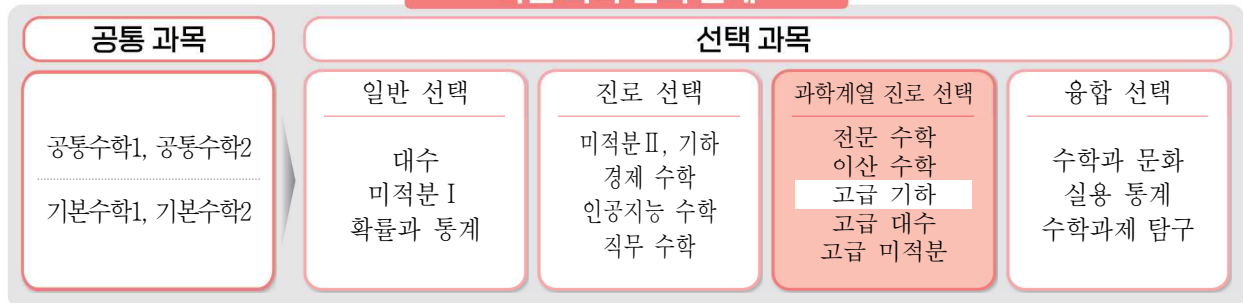 공통 과목
선택 과목
공통수학1, 공통수학2
기본수학1, 기본수학2
일반 선택
대수
미적분Ⅰ
확률과 통계
진로 선택
미적분Ⅱ, 기하
경제 수학
인공지능 수학
직무 수학
과학계열 진로 선택
전문 수학
이산 수학
고급 기하
고급 대수
고급 미적분
융합 선택
수학과 문화
실용 통계
수학과제 탐구